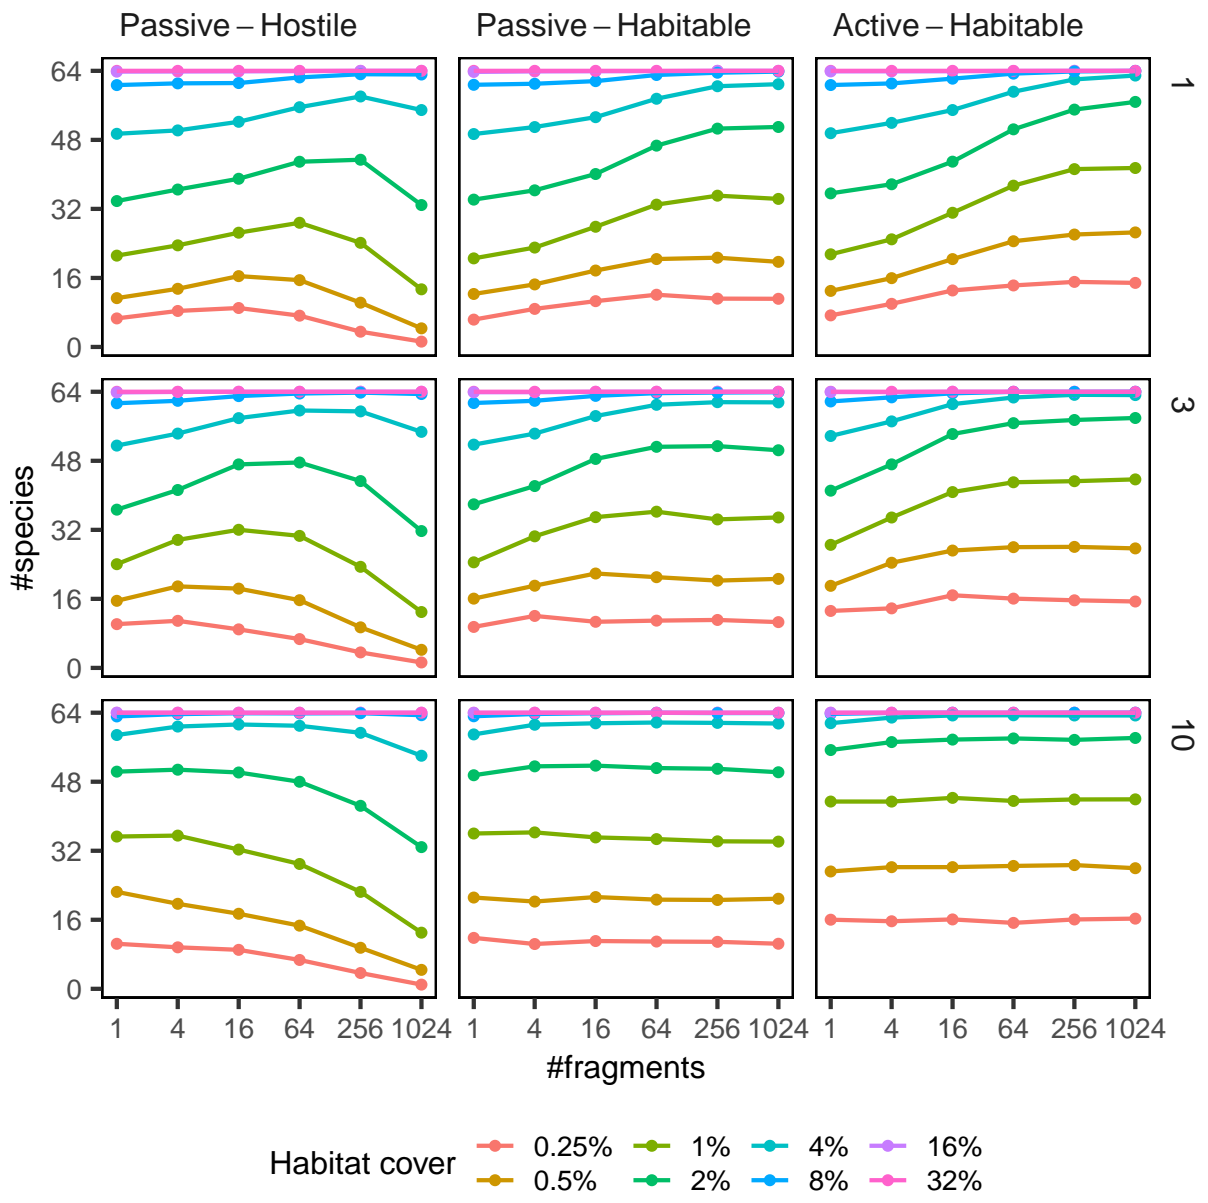 Passive – Hostile
Passive – Habitable
Active – Habitable
64
48
32
16
0
1
64
48
32
16
0
3
64
48
32
16
0
10
#species
1 4 16 64 256 1024
1 4 16 64 256 1024
1 4 16 64 256 1024
#fragments
Habitat cover
0.25% 1% 4% 16%
0.5% 2% 8% 32%